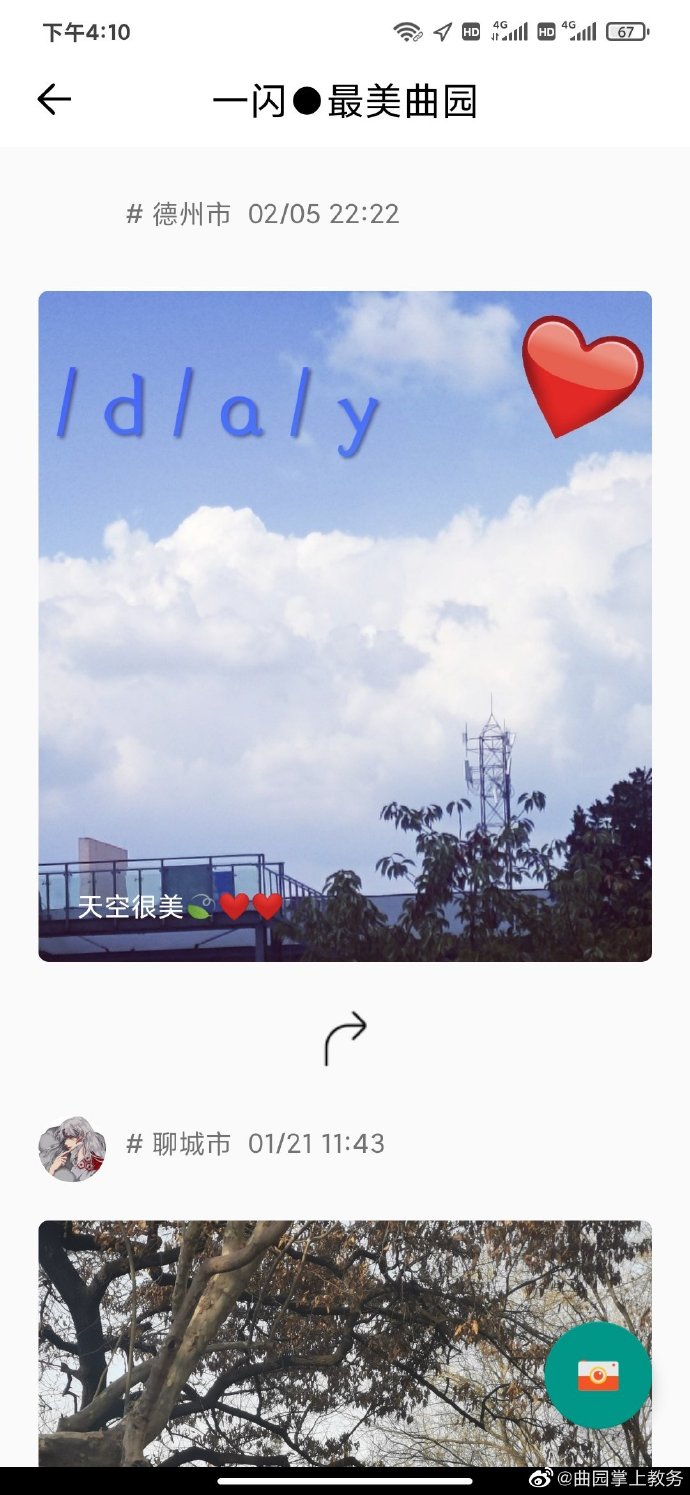 下午4:10
HD 4G HD 4G 67
一闪●最美曲园
# 德州市 02/05 22:22
/ d / a / y
天空很美🍃❤️❤️
# 聊城市 01/21 11:43
@曲园掌上教务